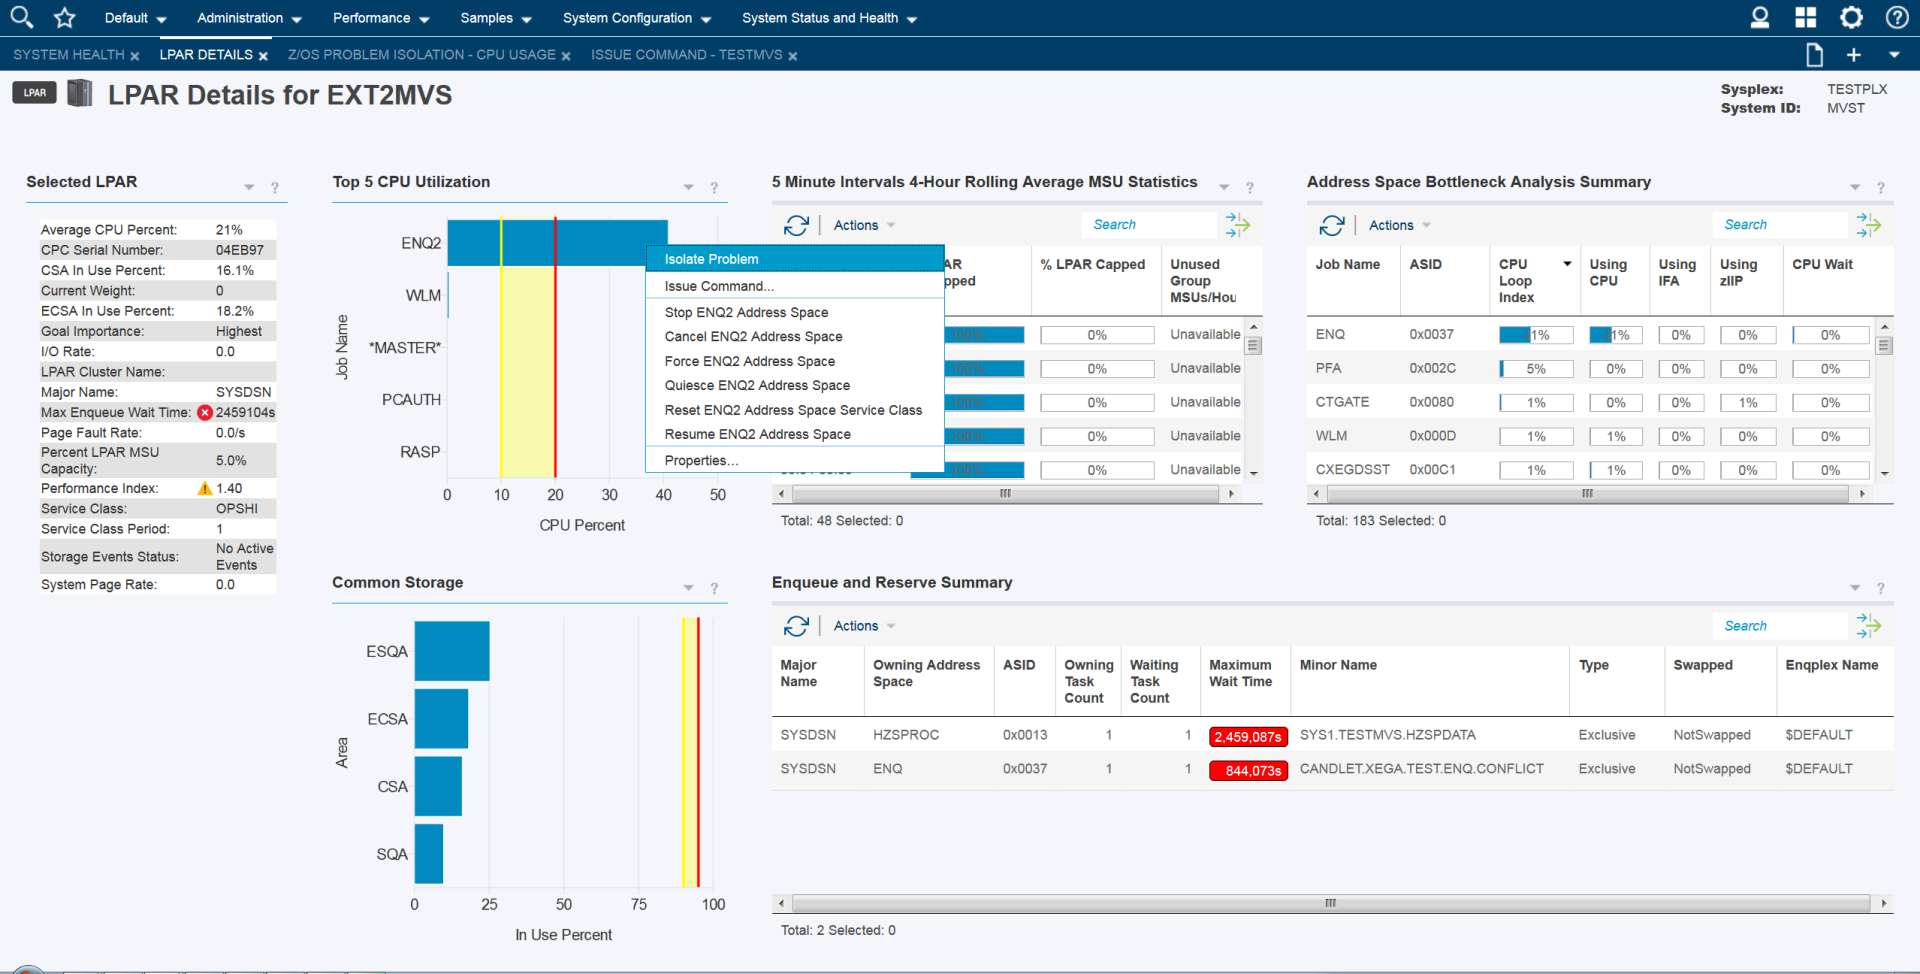 Default Administration Performance Samples System Configuration System Status and Health
SYSTEM HEALTH × LPAR DETAILS × Z/OS PROBLEM ISOLATION - CPU USAGE × ISSUE COMMAND - TESTMVS ×
LPAR LPAR Details for EXT2MVS
Sysplex: TESTPLX
System ID: MVST
Selected LPAR
Average CPU Percent: 21%
CPC Serial Number: 04EB97
CSA In Use Percent: 16.1%
Current Weight: 0
ECSA In Use Percent: 18.2%
Goal Importance: Highest
I/O Rate: 0.0
LPAR Cluster Name:
Major Name: SYSDSN
Max Enqueue Wait Time: 2459104s
Page Fault Rate: 0.0/s
Percent LPAR MSU
Capacity: 5.0%
Performance Index: 1.40
Service Class: OPSHI
Service Class Period: 1
Storage Events Status: No Active
Events
System Page Rate: 0.0
Top 5 CPU Utilization
Job Name
ENQ2
WLM
*MASTER*
PCAUTH
RASP
0 10 20 30 40 50
CPU Percent
Isolate Problem
Issue Command...
Stop ENQ2 Address Space
Cancel ENQ2 Address Space
Force ENQ2 Address Space
Quiesce ENQ2 Address Space
Reset ENQ2 Address Space Service Class
Resume ENQ2 Address Space
Properties...
5 Minute Intervals 4-Hour Rolling Average MSU Statistics
Actions Search
% LPAR Capped
Unused
Group
MSUs/Hou
100% 0% Unavailable
100% 0% Unavailable
100% 0% Unavailable
100% 0% Unavailable
100% 0% Unavailable
Total: 48 Selected: 0
Address Space Bottleneck Analysis Summary
Actions Search
Job Name ASID CPU Loop Index Using CPU Using IFA Using zIIP CPU Wait
ENQ 0x0037 41% 41% 0% 0% 0%
PFA 0x002C 5% 0% 0% 0% 0%
CTGATE 0x0080 1% 0% 0% 1% 0%
WLM 0x000D 1% 1% 0% 0% 0%
CXEGDSST 0x00C1 1% 1% 0% 0% 0%
Total: 183 Selected: 0
Common Storage
Area
ESQA
ECSA
CSA
SQA
0 25 50 75 100
In Use Percent
Enqueue and Reserve Summary
Actions Search
Major Name Owning Address Space ASID Owning Task Count Waiting Task Count Maximum Wait Time Minor Name Type Swapped Enqplex Name
SYSDSN HZSPROC 0x0013 1 1 2,459,087s SYS1.TESTMVS.HZSPDATA Exclusive NotSwapped $DEFAULT
SYSDSN ENQ 0x0037 1 1 844,073s CANDLET.XEGA.TEST.ENQ.CONFLICT Exclusive NotSwapped $DEFAULT
Total: 2 Selected: 0